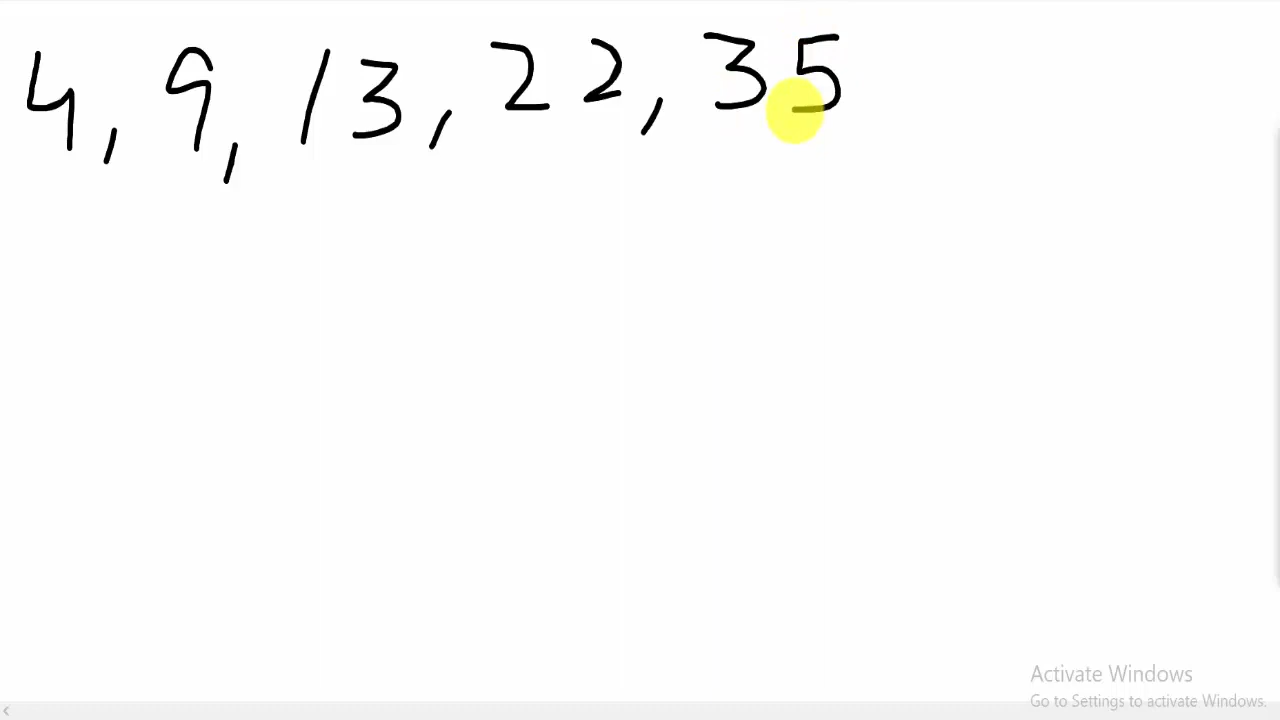 4, 9, 13, 22, 35
Activate Windows
Go to Settings to activate Windows.